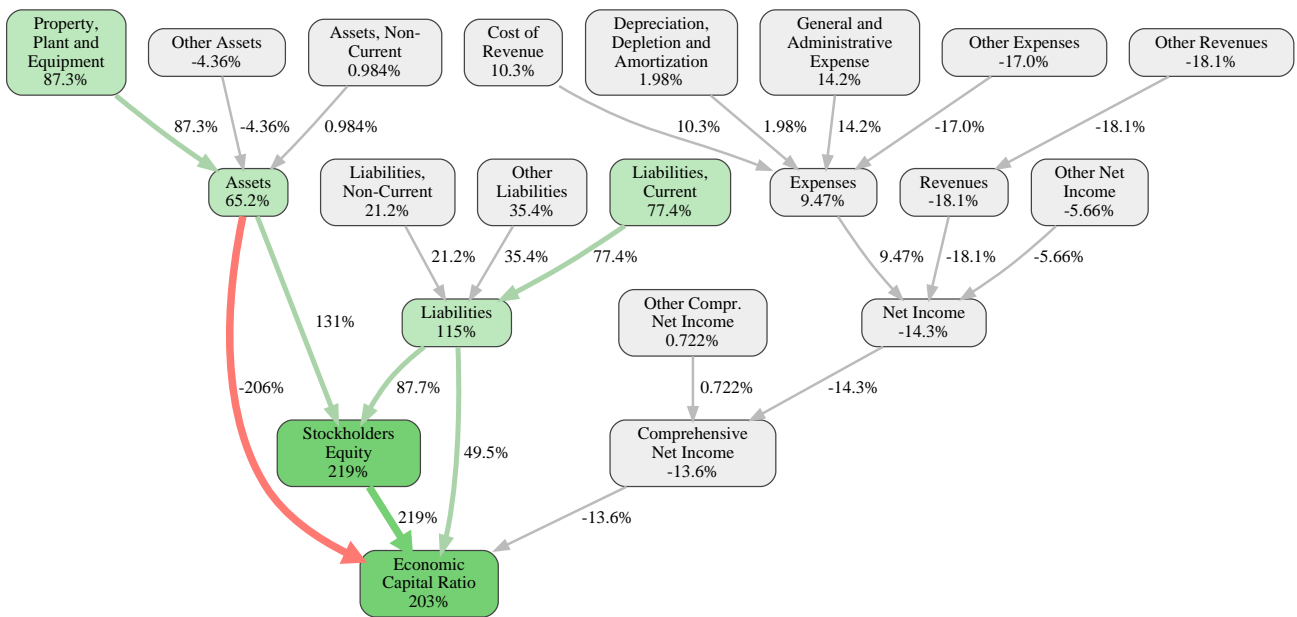 Property,
Plant and
Equipment
87.3%
Other Assets
-4.36%
Assets, Non-
Current
0.984%
Cost of
Revenue
10.3%
Depreciation,
Depletion and
Amortization
1.98%
General and
Administrative
Expense
14.2%
Other Expenses
-17.0%
Other Revenues
-18.1%
87.3%
-4.36%
0.984%
10.3%
1.98%
14.2%
-17.0%
-18.1%
Assets
65.2%
Liabilities,
Non-Current
21.2%
Other
Liabilities
35.4%
Liabilities,
Current
77.4%
Expenses
9.47%
Revenues
-18.1%
Other Net
Income
-5.66%
21.2%
35.4%
77.4%
9.47%
-18.1%
-5.66%
131%
Liabilities
115%
Other Compr.
Net Income
0.722%
Net Income
-14.3%
-206%
87.7%
0.722%
-14.3%
Stockholders
Equity
219%
49.5%
Comprehensive
Net Income
-13.6%
219%
-13.6%
Economic
Capital Ratio
203%